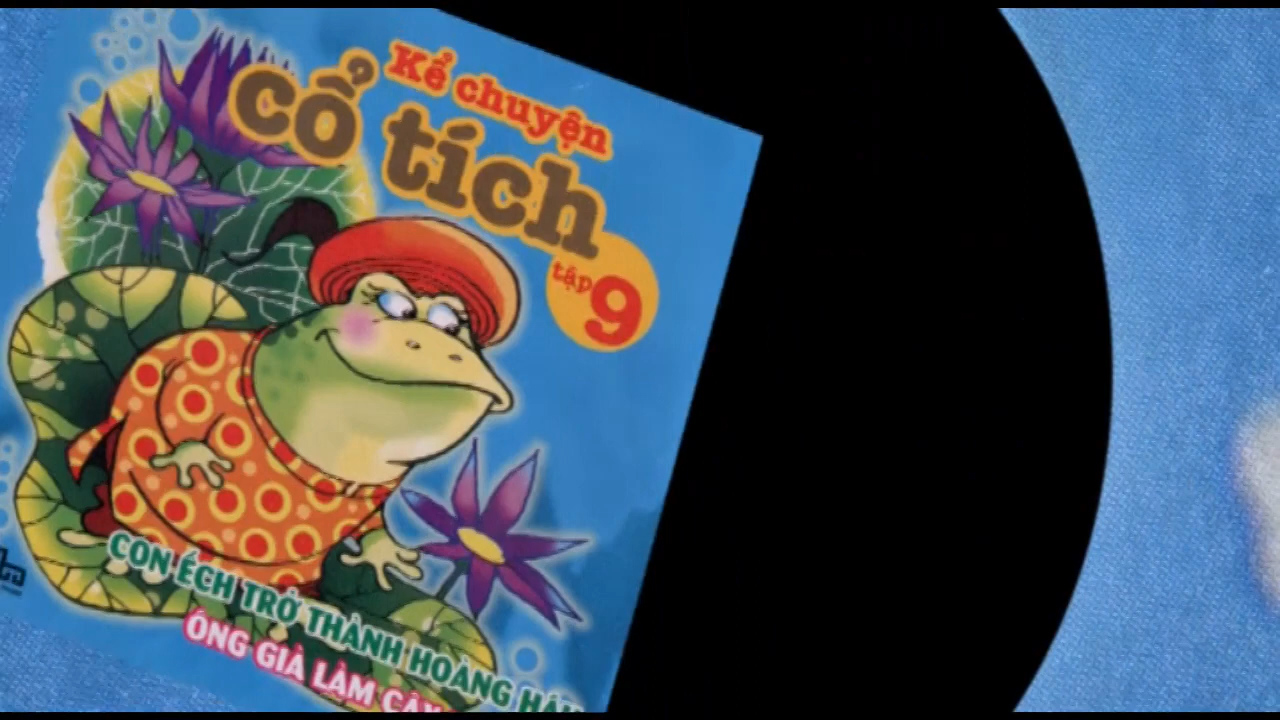 Kể chuyện
cổ tích
tập 9
CON ẾCH TRỞ THÀNH HOÀNG
ÔNG GIÀ LÀM